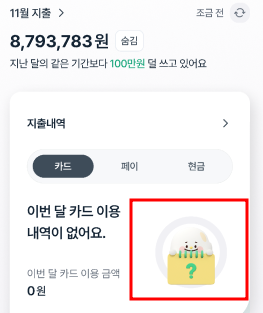 11월 지출 >
조금 전
8,793,783원 숨김
지난 달의 같은 기간보다 100만원 덜 쓰고 있어요
지출내역 >
카드 페이 현금
이번 달 카드 이용
내역이 없어요.
?
이번 달 카드 이용 금액
0원